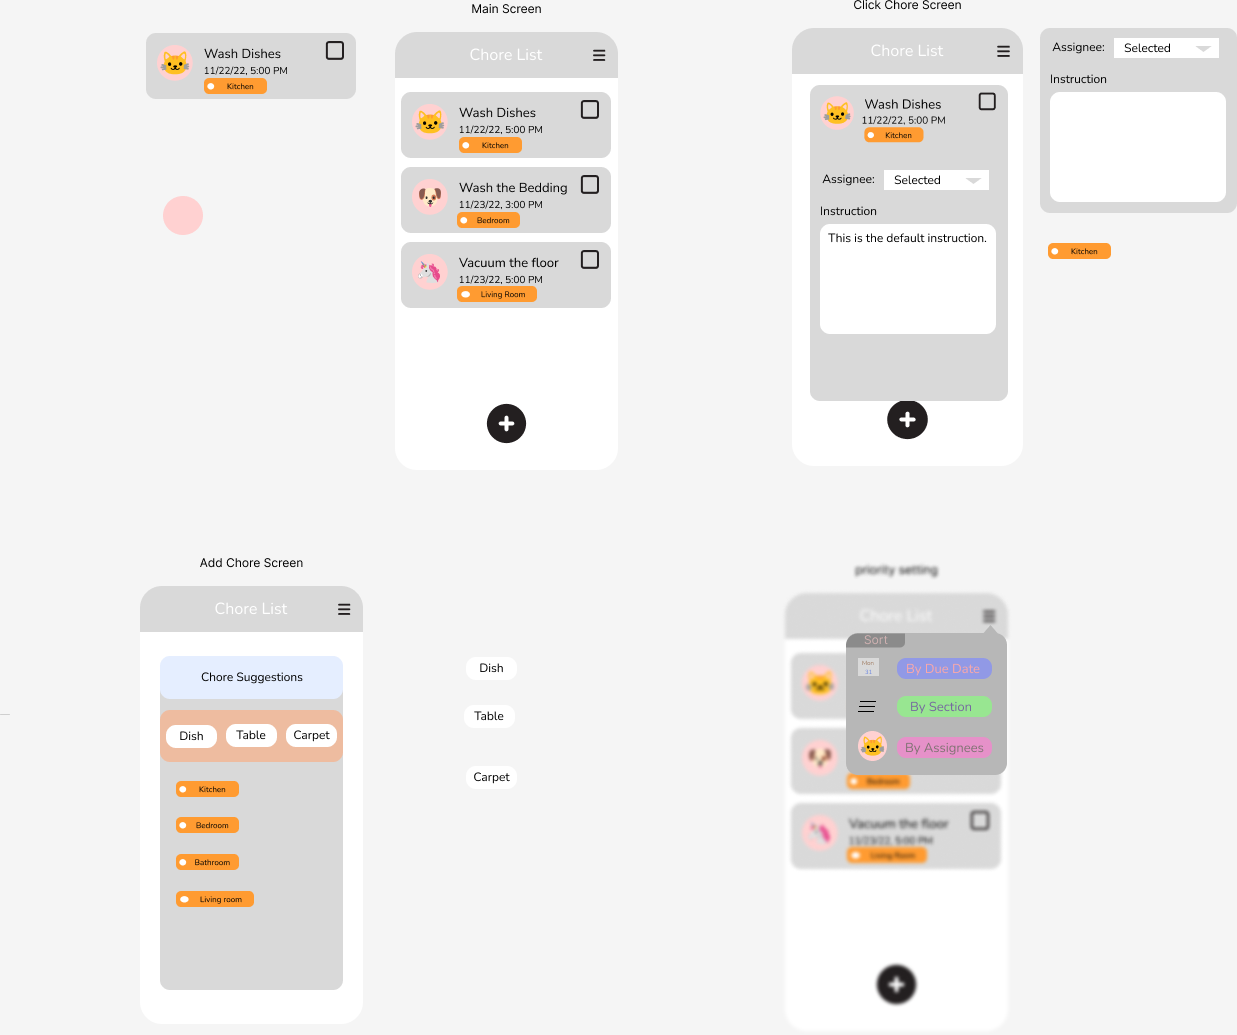 Main Screen
Click Chore Screen
Wash Dishes
11/22/22, 5:00 PM
Kitchen
Chore List
Wash Dishes
11/22/22, 5:00 PM
Kitchen
Wash the Bedding
11/23/22, 3:00 PM
Bedroom
Vacuum the floor
11/23/22, 5:00 PM
Living Room
Chore List
Wash Dishes
11/22/22, 5:00 PM
Kitchen
Assignee: Selected
Instruction
This is the default instruction.
Assignee: Selected
Instruction
Kitchen
Add Chore Screen
Chore List
Chore Suggestions
Dish Table Carpet
Kitchen
Bedroom
Bathroom
Living room
Dish
Table
Carpet
priority setting
Chore List
Sort
Mon
31
By Due Date
By Section
By Assignees
Bedroom
Vacuum the floor
11/23/22, 5:00 PM
Living Room